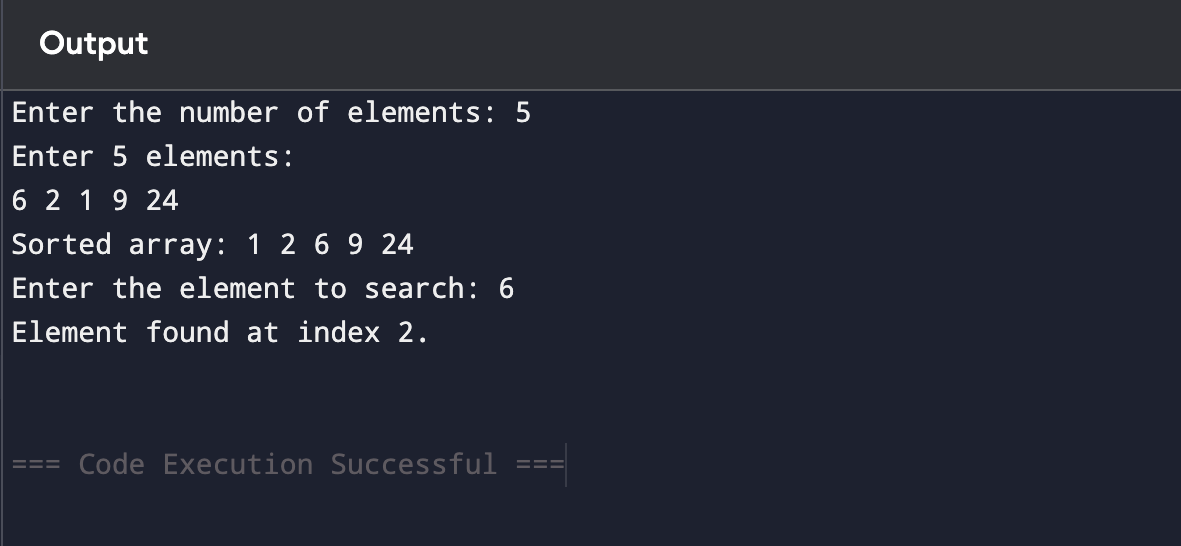 Output
Enter the number of elements: 5
Enter 5 elements:
6 2 1 9 24
Sorted array: 1 2 6 9 24
Enter the element to search: 6
Element found at index 2.
=== Code Execution Successful ===